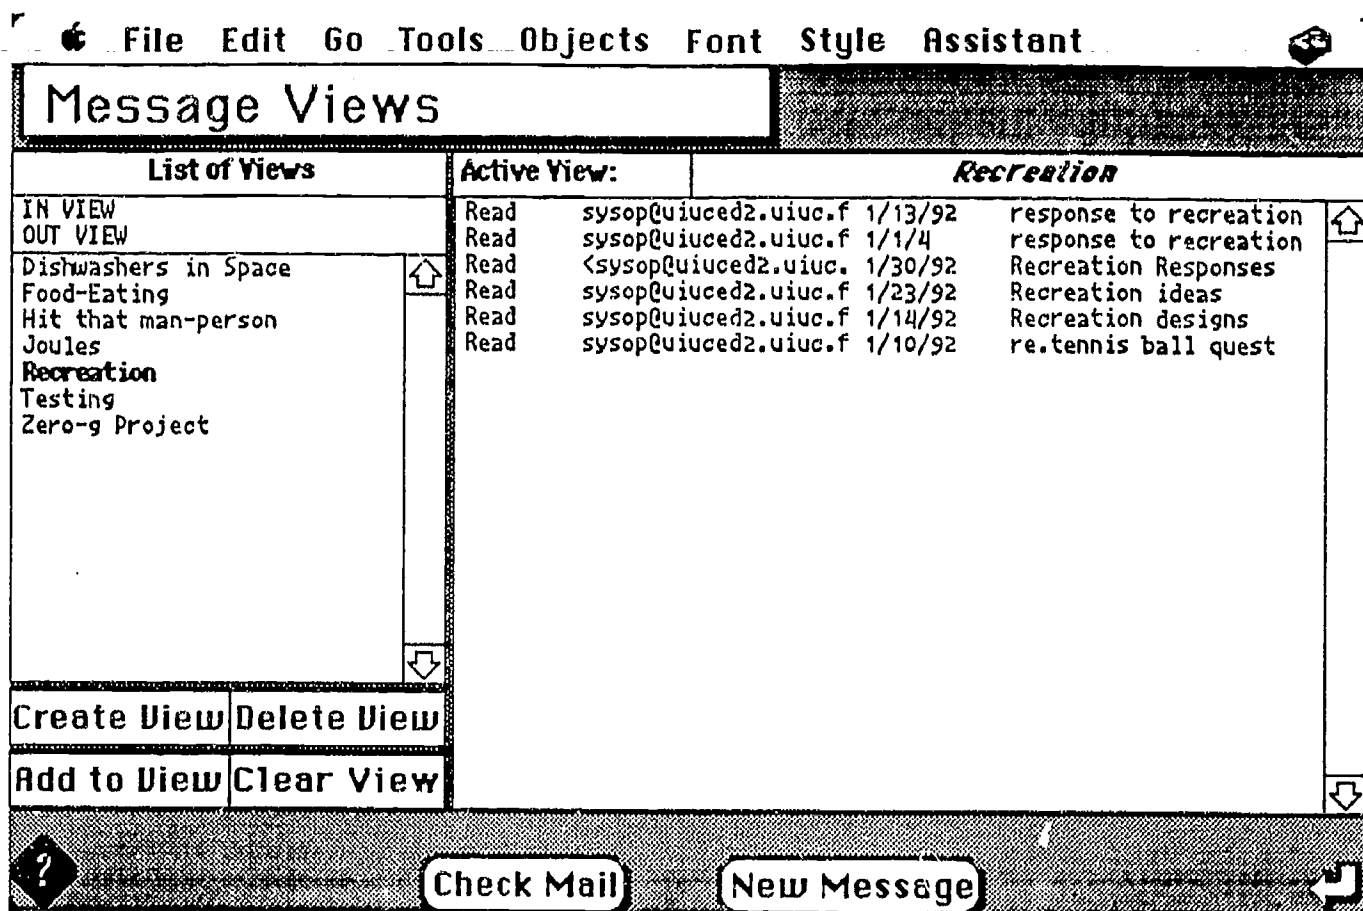 File Edit Go Tools Objects Font Style Assistant
Message Views
List of Views
IN VIEW
OUT VIEW
Dishwashers in Space
Food-Eating
Hit that man-person
Joules
Recreation
Testing
Zero-g Project
Create View Delete View
Add to View Clear View
Active View: Recreation
Read sysop@uiuced2.uiuc.f 1/13/92 response to recreation
Read sysop@uiuced2.uiuc.f 1/1/4 response to recreation
Read <sysop@uiuced2.uiuc. 1/30/92 Recreation Responses
Read sysop@uiuced2.uiuc.f 1/23/92 Recreation ideas
Read sysop@uiuced2.uiuc.f 1/14/92 Recreation designs
Read sysop@uiuced2.uiuc.f 1/10/92 re.tennis ball quest
? Check Mail New Message